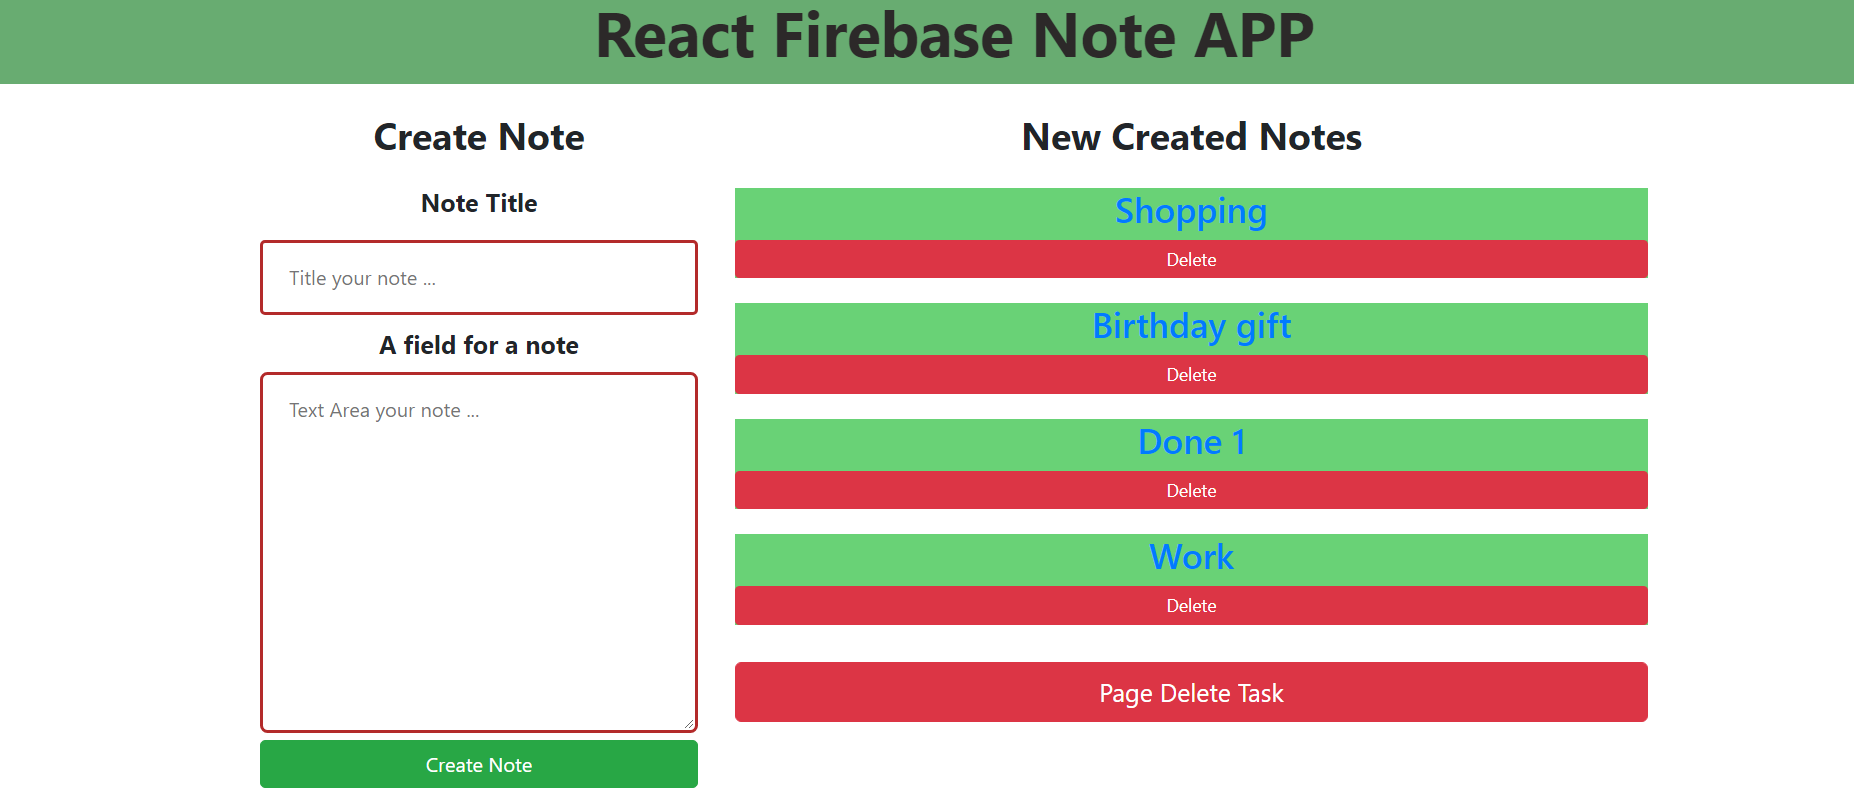 React Firebase Note APP
Create Note
Note Title
Title your note ...
A field for a note
Text Area your note ...
Create Note
New Created Notes
Shopping
Delete
Birthday gift
Delete
Done 1
Delete
Work
Delete
Page Delete Task